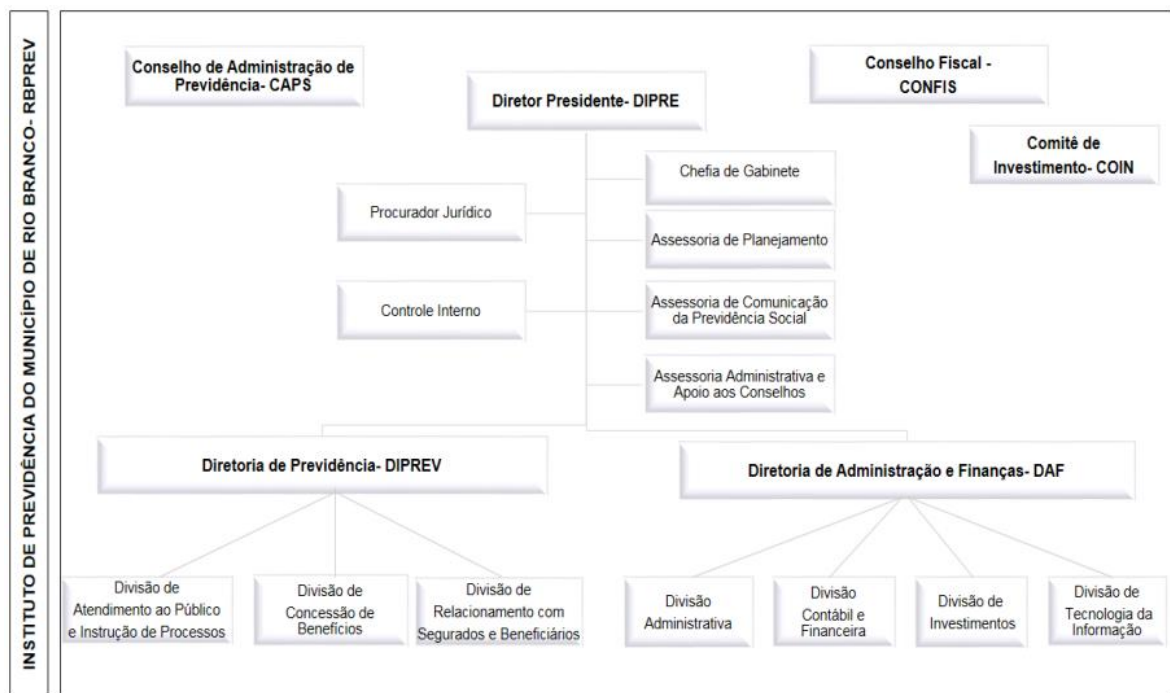 INSTITUTO DE PREVIDÊNCIA DO MUNICÍPIO DE RIO BRANCO- RBPREV
Conselho de Administração de
Previdência- CAPS
Diretor Presidente- DIPRE
Conselho Fiscal -
CONFIS
Comitê de
Investimento- COIN
Chefia de Gabinete
Procurador Jurídico
Assessoria de Planejamento
Controle Interno
Assessoria de Comunicação
da Previdência Social
Assessoria Administrativa e
Apoio aos Conselhos
Diretoria de Previdência- DIPREV
Diretoria de Administração e Finanças- DAF
Divisão de
Atendimento ao Público
e Instrução de Processos
Divisão de
Concessão de
Benefícios
Divisão de
Relacionamento com
Segurados e Beneficiários
Divisão
Administrativa
Divisão
Contábil e
Financeira
Divisão de
Investimentos
Divisão de
Tecnologia da
Informação